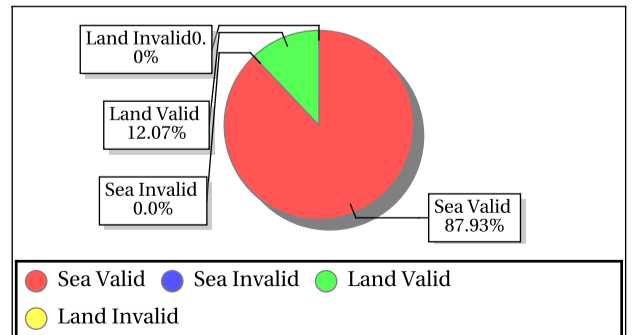 Land Invalid0.
0%
Land Valid
12.07%
Sea Invalid
0.0%
Sea Valid
87.93%
Sea Valid Sea Invalid Land Valid
Land Invalid